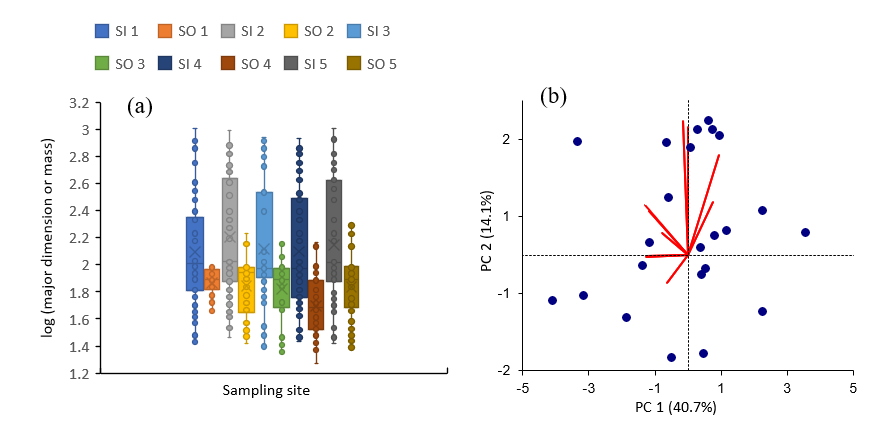 SI 1 SO 1 SI 2 SO 2 SI 3
SO 3 SI 4 SO 4 SI 5 SO 5
(a)
log (major dimension or mass)
3.2
3
2.8
2.6
2.4
2.2
2
1.8
1.6
1.4
1.2
Sampling site
(b)
PC 2 (14.1%)
2
1
-1
-2
-5 -3 -1 1 3 5
PC 1 (40.7%)